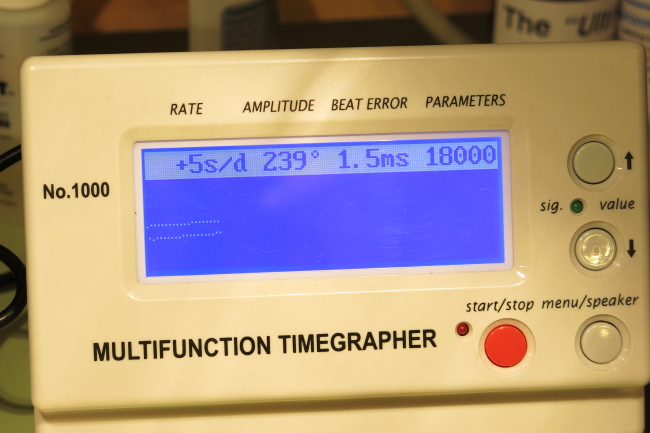 The "Ult
RATE AMPLITUDE BEAT ERROR PARAMETERS
+5s/d 239° 1.5ms 18000
No.1000
sig. value
start/stop menu/speaker
MULTIFUNCTION TIMEGRAPHER